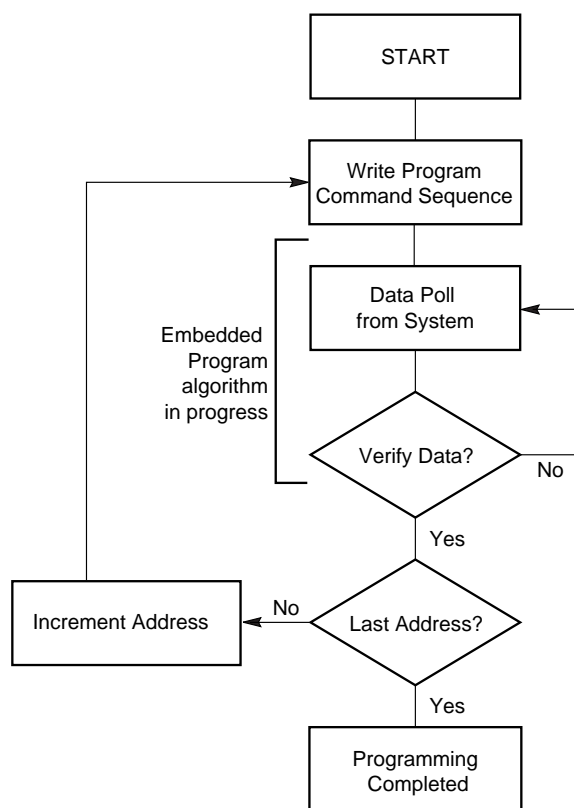 START
Write Program
Command Sequence
Data Poll
from System
Embedded
Program
algorithm
in progress
Verify Data?
No
Yes
Increment Address
No
Last Address?
Yes
Programming
Completed